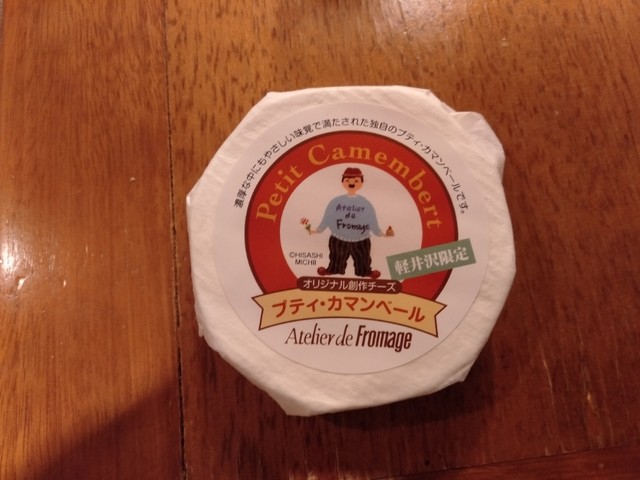 濃厚な中にもやさしい味覚で満たされた独自のプティ・カマンベールです。
Petit Camembert
Atelier
de
Fromage
©HISASHI
MICHII
軽井沢限定
オリジナル創作チーズ
プティ・カマンベール
Atelier de Fromage